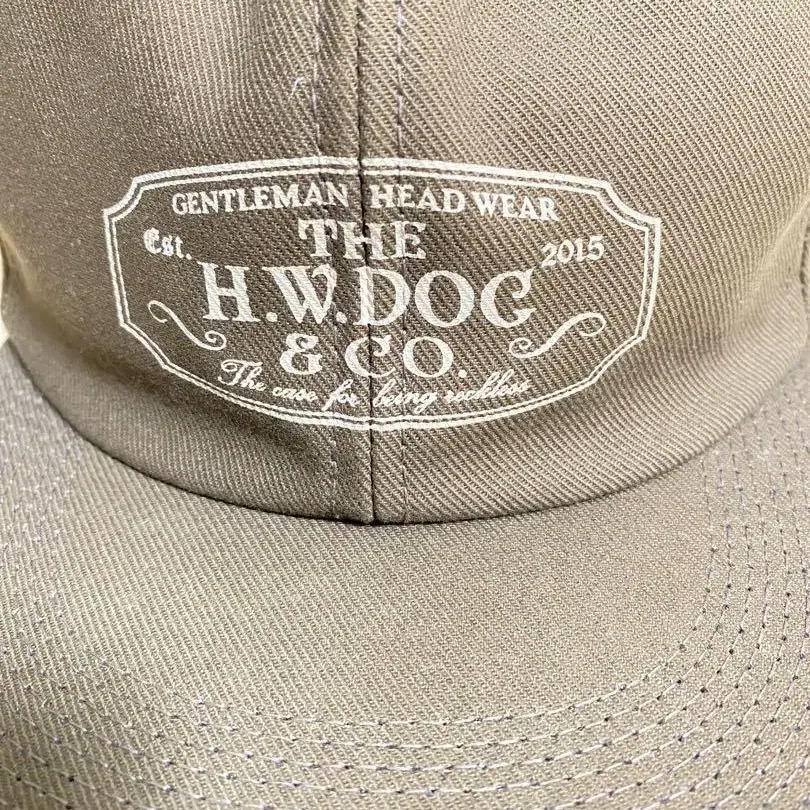 GENTLEMAN HEAD WEAR
Est. THE 2015
H.W.DOG
& CO.
The case for being reckless